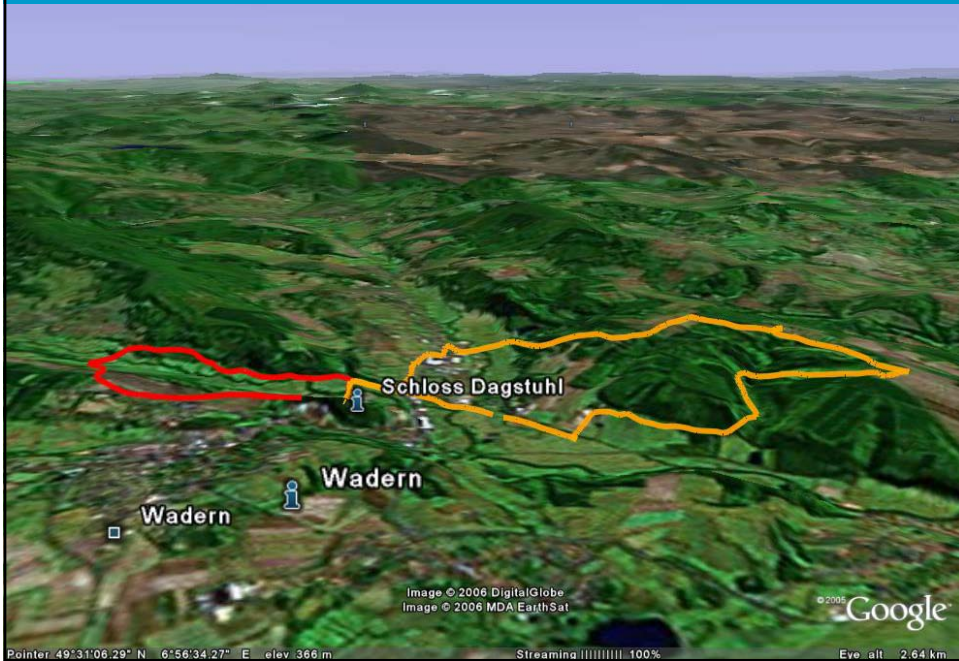 Schloss Dagstuhl
Wadern
Wadern
Image © 2006 DigitalGlobe
Image © 2006 MDA EarthSat
© 2005 Google
Pointer 49°31'06.29" N 6°56'34.27" E elev 366 m Streaming |||||||||| 100% Eye alt 2.64 km